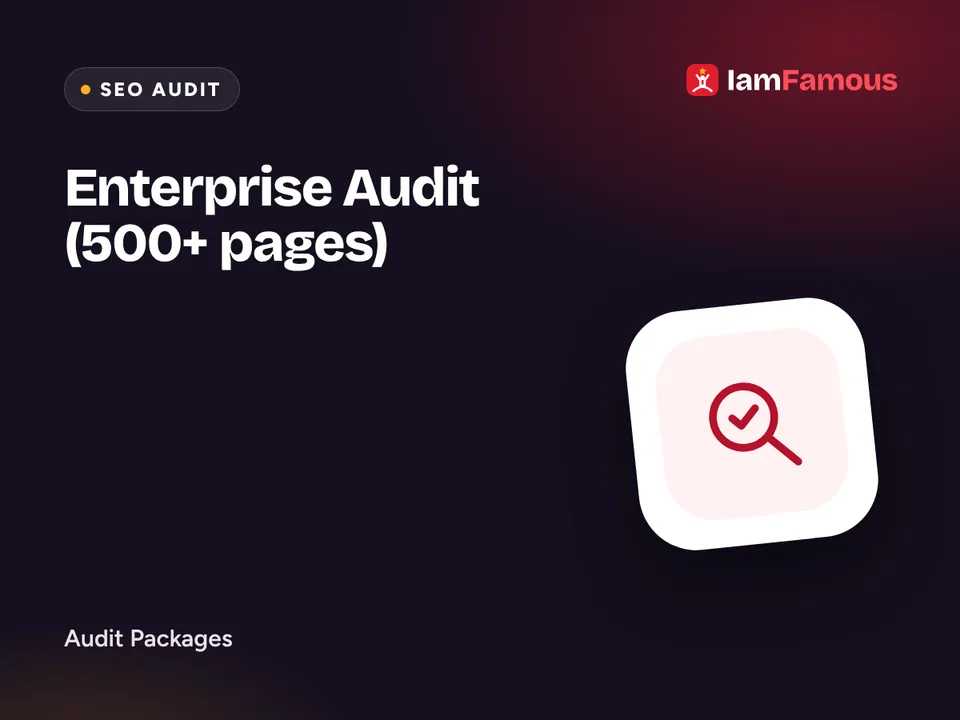 SEO AUDIT
IamFamous
Enterprise Audit
(500+ pages)
Audit Packages